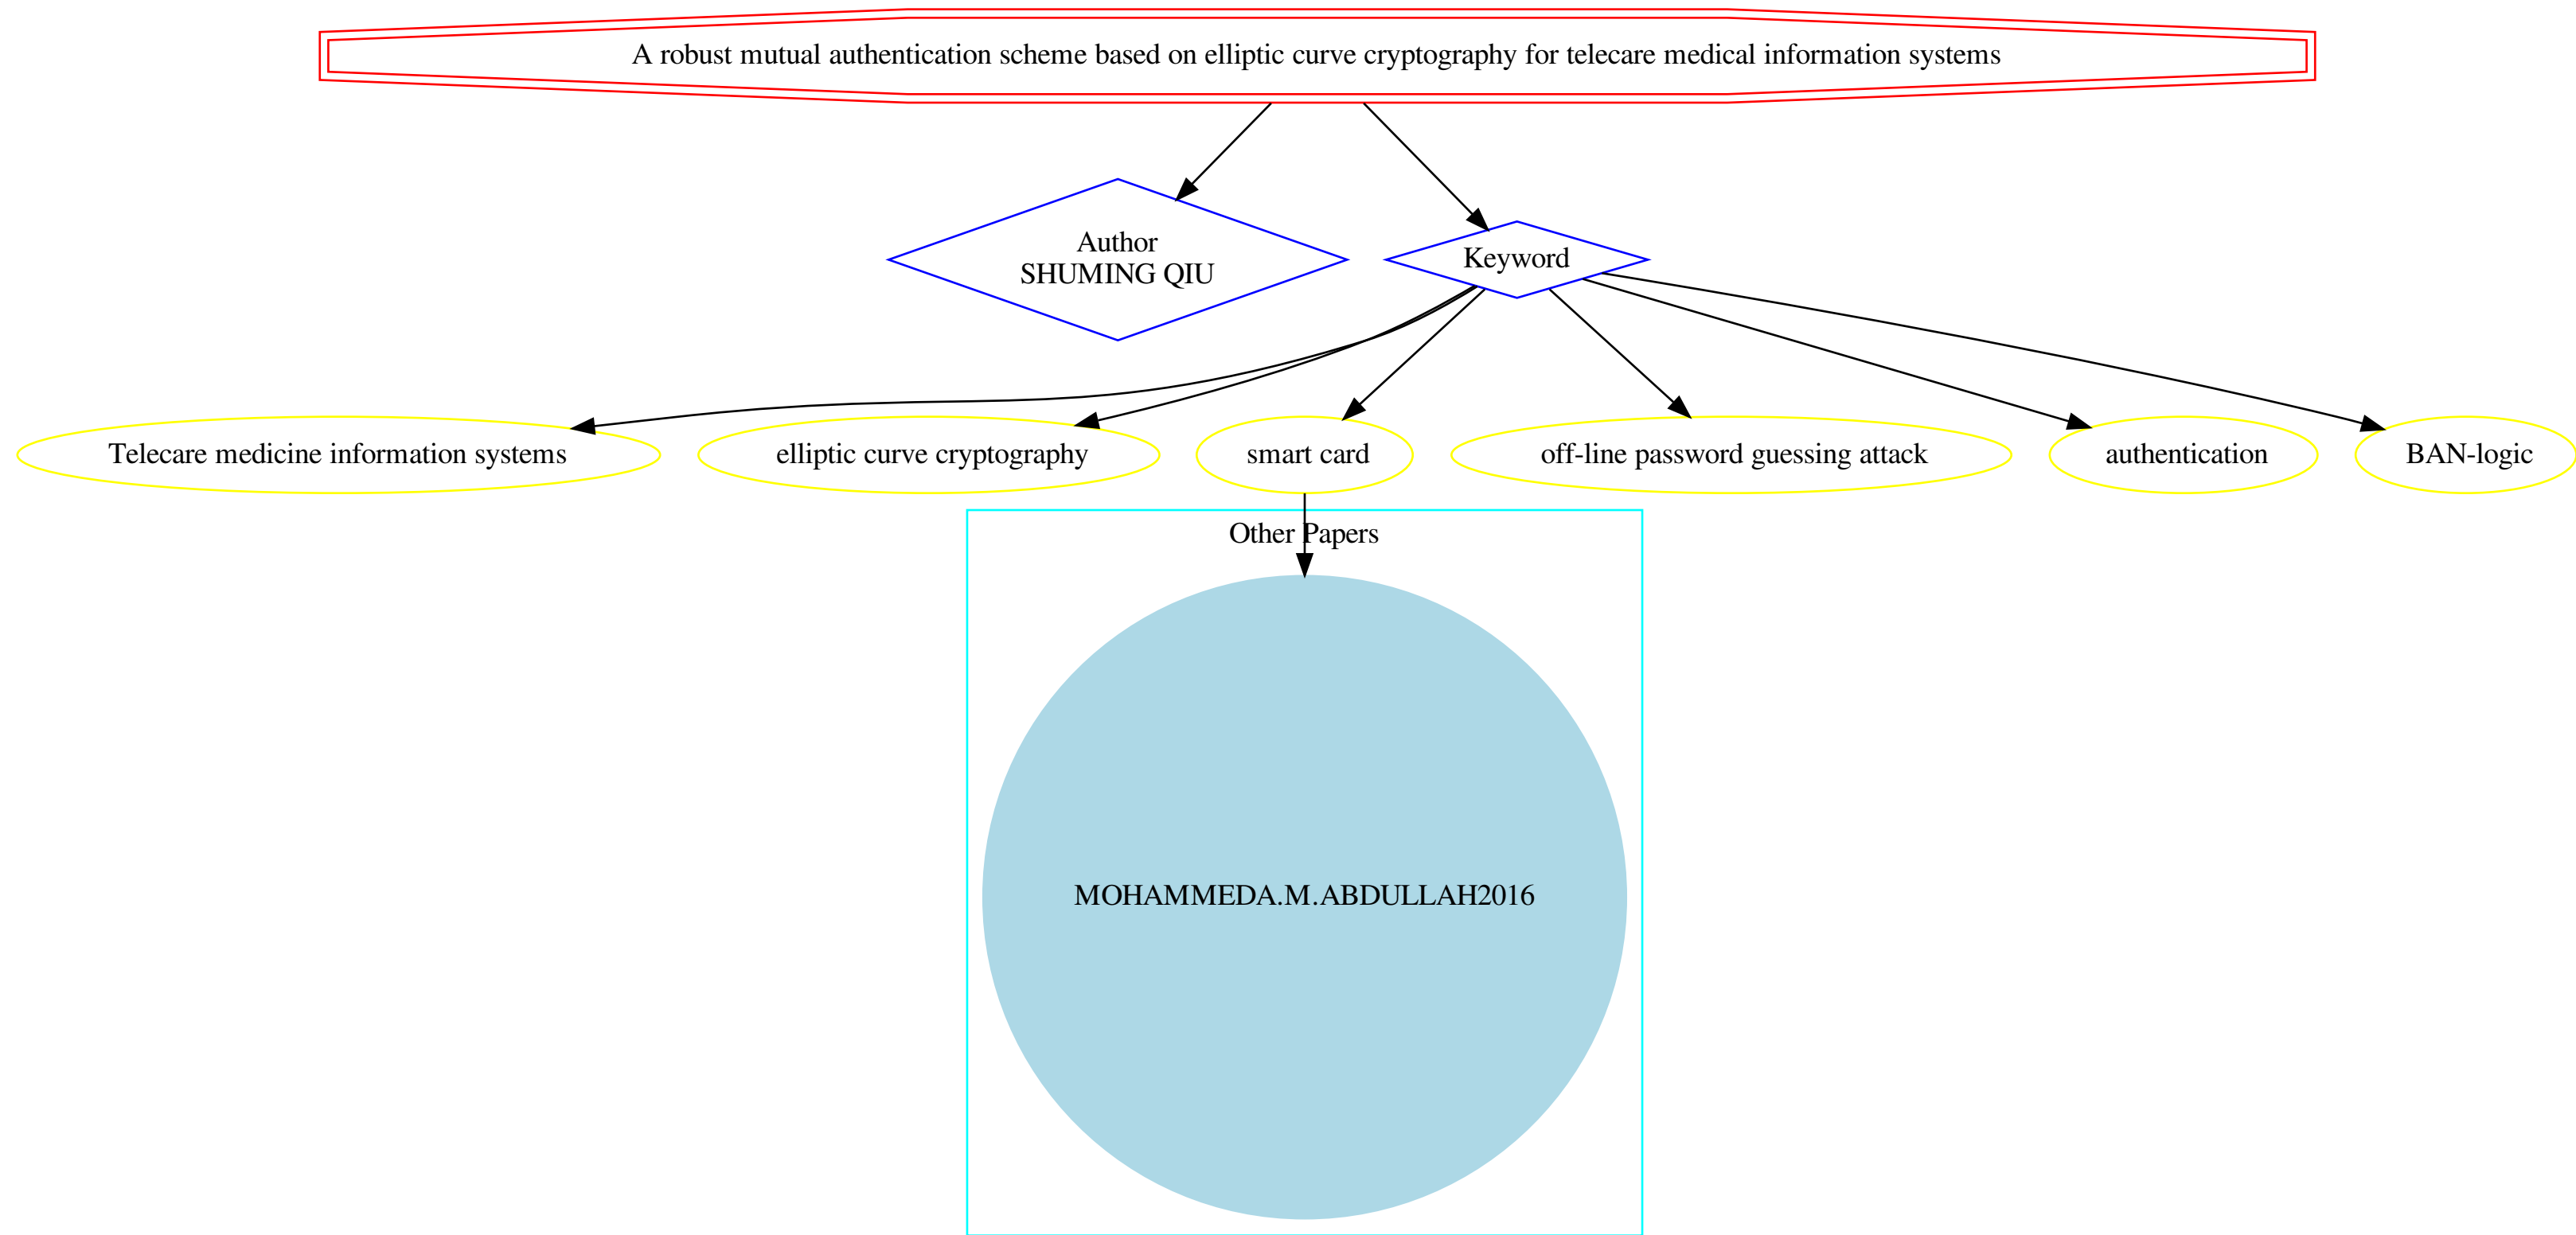 A robust mutual authentication scheme based on elliptic curve cryptography for telecare medical information systems
Author
SHUMING QIU
Keyword
Telecare medicine information systems
elliptic curve cryptography
smart card
off-line password guessing attack
authentication
BAN-logic
Other Papers
MOHAMMEDA.M.ABDULLAH2016